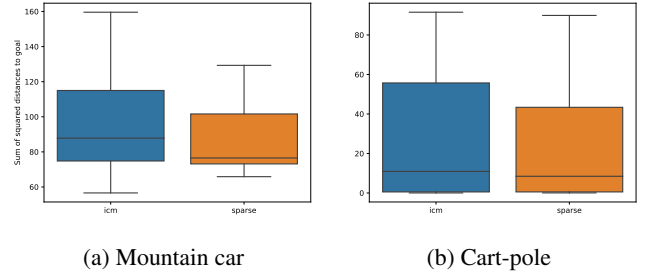 Sum of squared distances to goal
160
140
120
100
80
60
icm
sparse
80
60
40
20
0
icm
sparse
(a) Mountain car
(b) Cart-pole